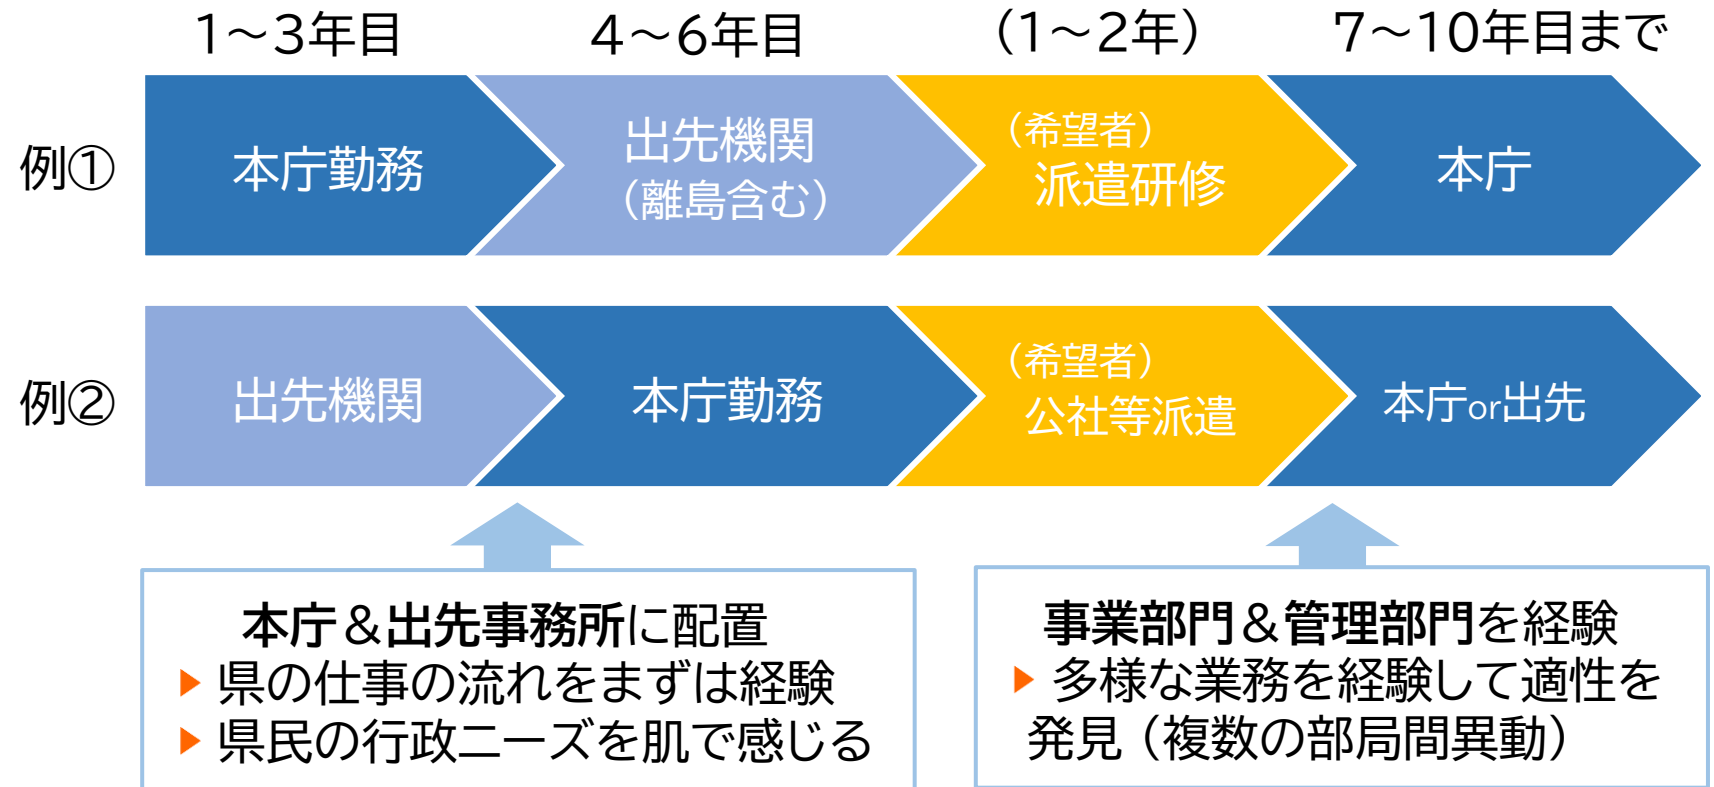 1～3年目
4～6年目
(1～2年)
7～10年目まで
例①
本庁勤務
出先機関
(離島含む)
(希望者)
派遣研修
本庁
例②
出先機関
本庁勤務
(希望者)
公社等派遣
本庁or出先
本庁＆出先事務所に配置
▶ 県の仕事の流れをまずは経験
▶ 県民の行政ニーズを肌で感じる
事業部門＆管理部門を経験
▶ 多様な業務を経験して適性を
発見（複数の部局間異動）